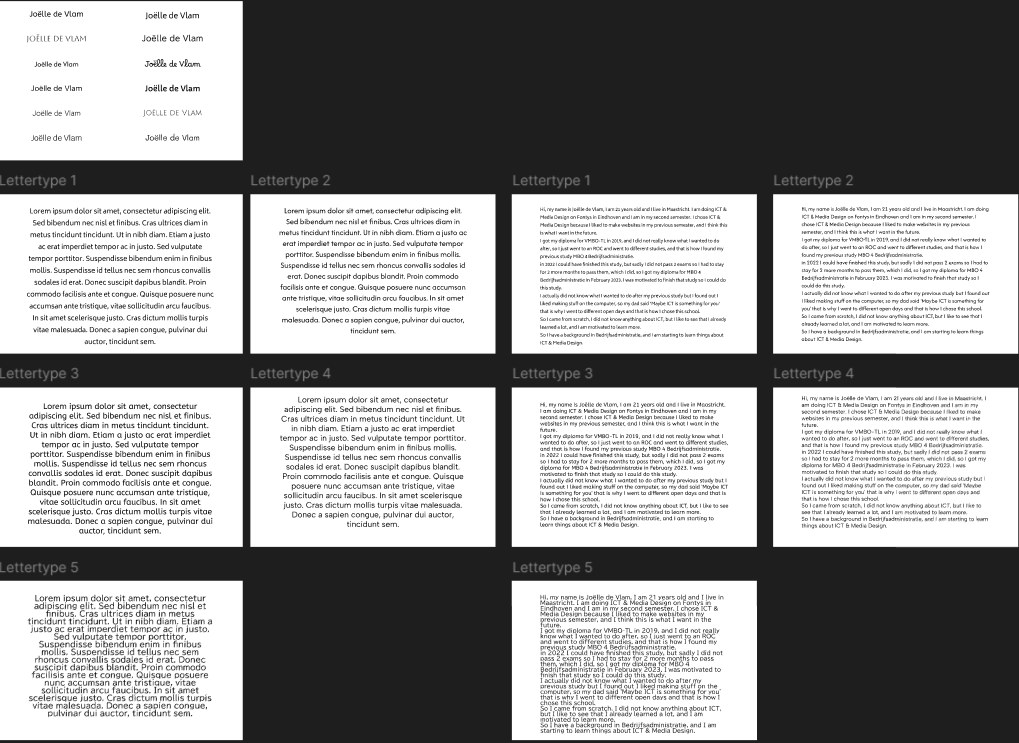 Joëlle de Vlam Joëlle de Vlam
JOËLLE DE VLAM Joëlle de Vlam
Joëlle de Vlam Joëlle de Vlam
Joëlle de Vlam Joëlle de Vlam
Joëlle de Vlam JOËLLE DE VLAM
Joëlle de Vlam Joëlle de Vlam
Lettertype 1
Lorem ipsum dolor sit amet, consectetur adipiscing elit.
Sed bibendum nec nisl et finibus. Cras ultrices diam in
metus tincidunt tincidunt. Ut in nibh diam. Etiam a justo
ac erat imperdiet tempor ac in justo. Sed vulputate
tempor porttitor. Suspendisse bibendum enim in finibus
mollis. Suspendisse id tellus nec sem rhoncus convallis
sodales id erat. Donec suscipit dapibus blandit. Proin
commodo facilisis ante et congue. Quisque posuere nunc
accumsan ante tristique, vitae sollicitudin arcu faucibus.
In sit amet scelerisque justo. Cras dictum mollis turpis
vitae malesuada. Donec a sapien congue, pulvinar dui
auctor, tincidunt sem.
Lettertype 2
Lorem ipsum dolor sit amet, consectetur adipiscing elit.
Sed bibendum nec nisl et finibus. Cras ultrices diam in
metus tincidunt tincidunt. Ut in nibh diam. Etiam a justo ac
erat imperdiet tempor ac in justo. Sed vulputate tempor
porttitor. Suspendisse bibendum enim in finibus mollis.
Suspendisse id tellus nec sem rhoncus convallis sodales id
erat. Donec suscipit dapibus blandit. Proin commodo
facilisis ante et congue. Quisque posuere nunc accumsan
ante tristique, vitae sollicitudin arcu faucibus. In sit amet
scelerisque justo. Cras dictum mollis turpis vitae
malesuada. Donec a sapien congue, pulvinar dui auctor,
tincidunt sem.
Lettertype 1
Hi, my name is Joëlle de Vlam, I am 21 years old and I live in Maastricht. I am doing ICT &
Media Design on Fontys in Eindhoven and I am in my second semester. I chose ICT &
Media Design because I liked to make websites in my previous semester, and I think this
is what I want in the future.
I got my diploma for VMBO-TL in 2019, and I did not really know what I wanted to do
after, so I just went to an ROC and went to different studies, and that is how I found my
previous study MBO 4 Bedrijfsadministratie.
in 2022 I could have finished this study, but sadly I did not pass 2 exams so I had to stay
for 2 more months to pass them, which I did, so I got my diploma for MBO 4
Bedrijfsadministratie in February 2023. I was motivated to finish that study so I could do
this study.
I actually did not know what I wanted to do after my previous study but I found out I
liked making stuff on the computer, so my dad said 'Maybe ICT is something for you'
that is why I went to different open days and that is how I chose this school.
So I came from scratch, I did not know anything about ICT, but I like to see that I already
learned a lot, and I am motivated to learn more.
So I have a background in Bedrijfsadministratie, and I am starting to learn things about
ICT & Media Design.
Lettertype 2
Hi, my name is Joëlle de Vlam, I am 21 years old and I live in Maastricht. I am doing
ICT & Media Design on Fontys in Eindhoven and I am in my second semester. I
chose ICT & Media Design because I liked to make websites in my previous
semester, and I think this is what I want in the future.
I got my diploma for VMBO-TL in 2019, and I did not really know what I wanted to
do after, so I just went to an ROC and went to different studies, and that is how I
found my previous study MBO 4 Bedrijfsadministratie.
in 2022 I could have finished this study, but sadly I did not pass 2 exams so I had to
stay for 2 more months to pass them, which I did, so I got my diploma for MBO 4
Bedrijfsadministratie in February 2023. I was motivated to finish that study so I
could do this study.
I actually did not know what I wanted to do after my previous study but I found out
I liked making stuff on the computer, so my dad said 'Maybe ICT is something for
you' that is why I went to different open days and that is how I chose this school.
So I came from scratch, I did not know anything about ICT, but I like to see that I
already learned a lot, and I am motivated to learn more.
So I have a background in Bedrijfsadministratie, and I am starting to learn things
about ICT & Media Design.
Lettertype 3
Lorem ipsum dolor sit amet, consectetur
adipiscing elit. Sed bibendum nec nisl et
finibus. Cras ultrices diam in metus
tincidunt tincidunt.
Ut in nibh diam. Etiam a justo ac erat imperdiet
tempor ac in justo. Sed vulputate tempor
porttitor. Suspendisse bibendum enim in finibus
mollis. Suspendisse id tellus nec sem rhoncus
convallis sodales id erat. Donec suscipit dapibus
blandit. Proin commodo facilisis ante et congue.
Quisque posuere nunc accumsan ante tristique,
vitae sollicitudin arcu faucibus. In sit amet
scelerisque justo. Cras dictum mollis turpis vitae
malesuada. Donec a sapien congue, pulvinar dui
auctor, tincidunt sem.
Lettertype 4
Lorem ipsum dolor sit amet, consectetur
adipiscing elit. Sed bibendum nec nisl et finibus.
Cras ultrices diam in metus tincidunt tincidunt. Ut
in nibh diam. Etiam a justo ac erat imperdiet
tempor ac in justo. Sed vulputate tempor porttitor.
Suspendisse bibendum enim in finibus mollis.
Suspendisse id tellus nec sem rhoncus convallis
sodales id erat. Donec suscipit dapibus blandit.
Proin commodo facilisis ante et congue. Quisque
posuere nunc accumsan ante tristique, vitae
sollicitudin arcu faucibus. In sit amet scelerisque
justo. Cras dictum mollis turpis vitae malesuada.
Donec a sapien congue, pulvinar dui auctor,
tincidunt sem.
Lettertype 3
Hi, my name is Joëlle de Vlam, I am 21 years old and I live in Maastricht.
I am doing ICT & Media Design on Fontys in Eindhoven and I am in my
second semester. I chose ICT & Media Design because I liked to make
websites in my previous semester, and I think this is what I want in the
future.
I got my diploma for VMBO-TL in 2019, and I did not really know what I
wanted to do after, so I just went to an ROC and went to different studies,
and that is how I found my previous study MBO 4 Bedrijfsadministratie.
in 2022 I could have finished this study, but sadly I did not pass 2 exams
so I had to stay for 2 more months to pass them, which I did, so I got my
diploma for MBO 4 Bedrijfsadministratie in February 2023. I was
motivated to finish that study so I could do this study.
I actually did not know what I wanted to do after my previous study but I
found out I liked making stuff on the computer, so my dad said 'Maybe ICT
is something for you' that is why I went to different open days and that is
how I chose this school.
So I came from scratch, I did not know anything about ICT, but I like to see
that I already learned a lot, and I am motivated to learn more.
So I have a background in Bedrijfsadministratie, and I am starting to
learn things about ICT & Media Design.
Lettertype 4
Hi, my name is Joëlle de Vlam, I am 21 years old and I live in Maastricht. I
am doing ICT & Media Design on Fontys in Eindhoven and I am in my
second semester. I chose ICT & Media Design because I liked to make
websites in my previous semester, and I think this is what I want in the
future.
I got my diploma for VMBO-TL in 2019, and I did not really know what I
wanted to do after, so I just went to an ROC and went to different studies,
and that is how I found my previous study MBO 4 Bedrijfsadministratie.
in 2022 I could have finished this study, but sadly I did not pass 2 exams
so I had to stay for 2 more months to pass them, which I did, so I got my
diploma for MBO 4 Bedrijfsadministratie in February 2023. I was
motivated to finish that study so I could do this study.
I actually did not know what I wanted to do after my previous study but I
found out I liked making stuff on the computer, so my dad said 'Maybe
ICT is something for you' that is why I went to different open days and
that is how I chose this school.
So I came from scratch, I did not know anything about ICT, but I like to
see that I already learned a lot, and I am motivated to learn more.
So I have a background in Bedrijfsadministratie, and I am starting to learn
things about ICT & Media Design.
Lettertype 5
Lorem ipsum dolor sit amet, consectetur
adipiscing elit. Sed bibendum nec nisl et
finibus. Cras ultrices diam in metus
tincidunt tincidunt. Ut in nibh diam. Etiam a
justo ac erat imperdiet tempor ac in justo.
Sed vulputate tempor porttitor.
Suspendisse bibendum enim in finibus
mollis. Suspendisse id tellus nec sem
rhoncus convallis sodales id erat. Donec
suscipit dapibus blandit. Proin commodo
facilisis ante et congue. Quisque posuere
nunc accumsan ante tristique, vitae
sollicitudin arcu faucibus. In sit amet
scelerisque justo. Cras dictum mollis turpis
vitae malesuada. Donec a sapien congue,
pulvinar dui auctor, tincidunt sem.
Lettertype 5
Hi, my name is Joëlle de Vlam, I am 21 years old and I live in
Maastricht. I am doing ICT & Media Design on Fontys in
Eindhoven and I am in my second semester. I chose ICT &
Media Design because I liked to make websites in my
previous semester, and I think this is what I want in the
future.
I got my diploma for VMBO-TL in 2019, and I did not really
know what I wanted to do after, so I just went to an ROC
and went to different studies, and that is how I found my
previous study MBO 4 Bedrijfsadministratie.
in 2022 I could have finished this study, but sadly I did not
pass 2 exams so I had to stay for 2 more months to pass
them, which I did, so I got my diploma for MBO 4
Bedrijfsadministratie in February 2023, I was motivated to
finish that study so I could do this study.
I actually did not know what I wanted to do after my
previous study but I found out I liked making stuff on the
computer, so my dad said 'Maybe ICT is something for you'
that is why I went to different open days and that is how I
chose this school.
So I came from scratch, I did not know anything about ICT,
but I like to see that I already learned a lot, and I am
motivated to learn more.
So I have a background in Bedrijfsadministratie, and I am
starting to learn things about ICT & Media Design.